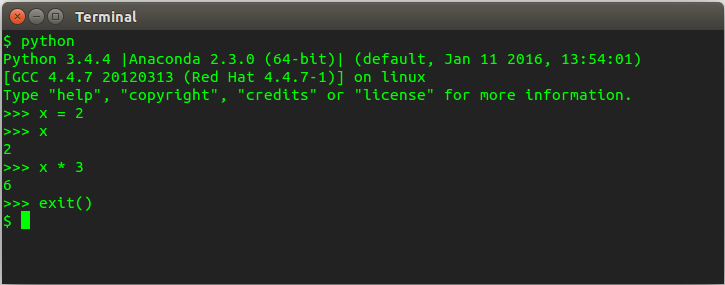 Terminal
$ python
Python 3.4.4 |Anaconda 2.3.0 (64-bit)| (default, Jan 11 2016, 13:54:01)
[GCC 4.4.7 20120313 (Red Hat 4.4.7-1)] on linux
Type "help", "copyright", "credits" or "license" for more information.
>>> x = 2
>>> x
2
>>> x * 3
6
>>> exit()
$